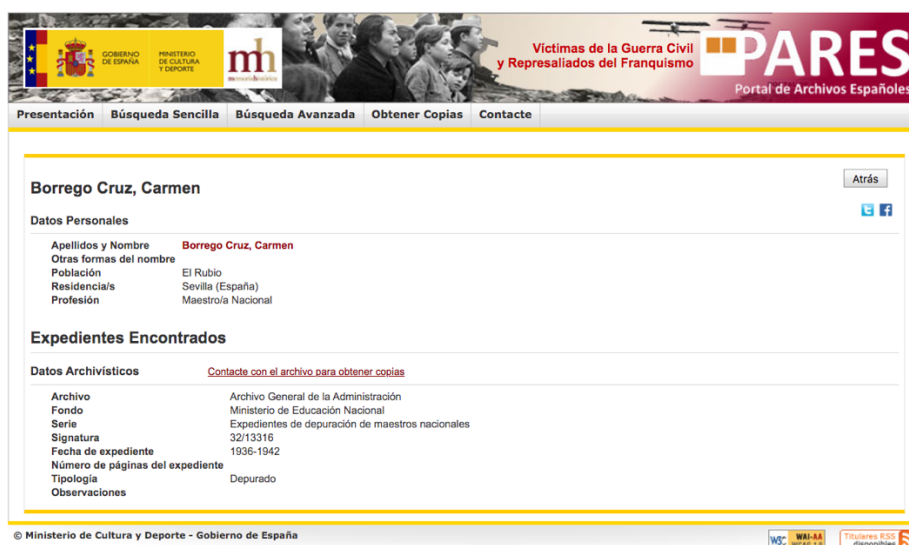 GOBIERNO DE ESPAÑA
MINISTERIO DE CULTURA Y DEPORTE
mh
memoriahistórica
Víctimas de la Guerra Civil
y Represaliados del Franquismo
PARES
Portal de Archivos Españoles
Presentación Búsqueda Sencilla Búsqueda Avanzada Obtener Copias Contacte
Atrás
Borrego Cruz, Carmen
Datos Personales
Apellidos y Nombre Borrego Cruz, Carmen
Otras formas del nombre
Población El Rubio
Residencia/s Sevilla (España)
Profesión Maestro/a Nacional
Expedientes Encontrados
Datos Archivísticos Contacte con el archivo para obtener copias
Archivo Archivo General de la Administración
Fondo Ministerio de Educación Nacional
Serie Expedientes de depuración de maestros nacionales
Signatura 32/13316
Fecha de expediente 1936-1942
Número de páginas del expediente
Tipología Depurado
Observaciones
© Ministerio de Cultura y Deporte - Gobierno de España
W3C WAI-AA WCAG 1.0
Titulares RSS disponibles